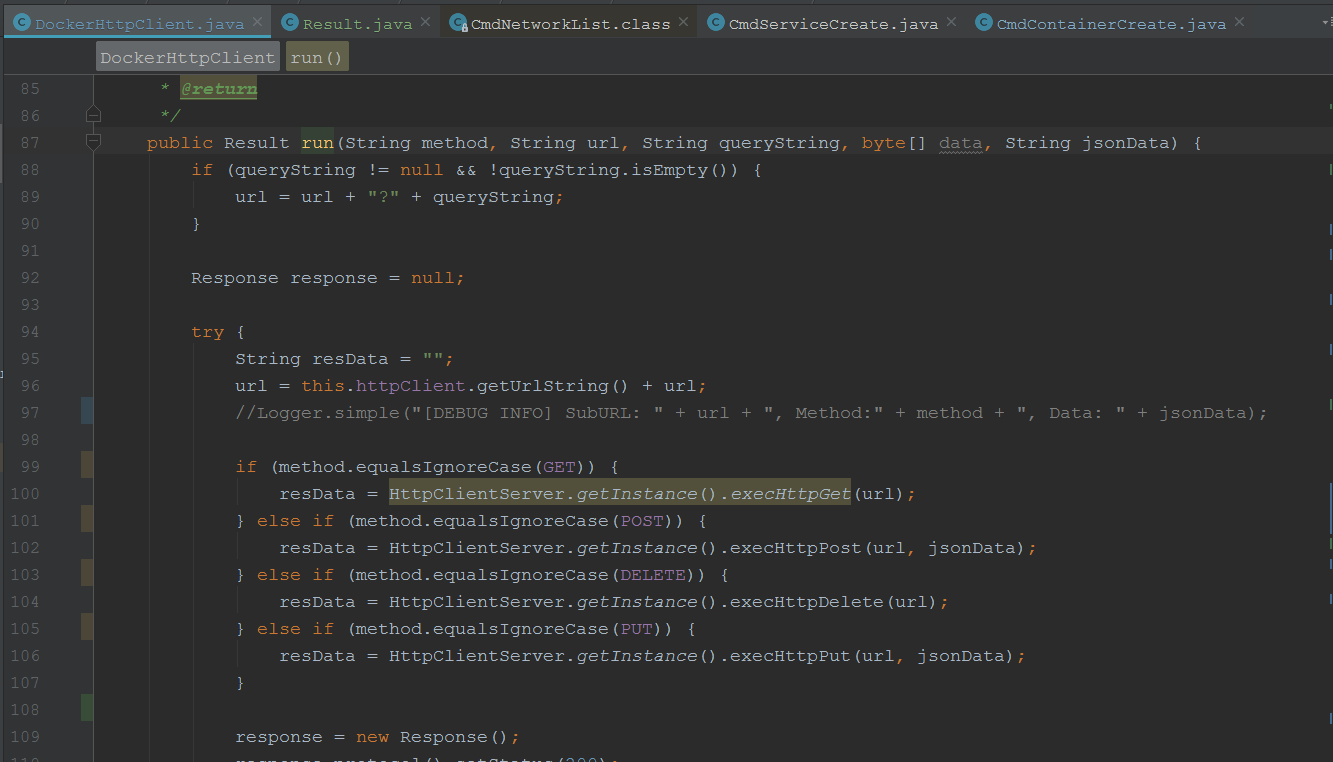 DockerHttpClient.java Result.java CmdNetworkList.class CmdServiceCreate.java CmdContainerCreate.java
DockerHttpClient run()
85 * @return
86 */
87 public Result run(String method, String url, String queryString, byte[] data, String jsonData) {
88 if (queryString != null && !queryString.isEmpty()) {
89 url = url + "?" + queryString;
90 }
91
92 Response response = null;
93
94 try {
95 String resData = "";
96 url = this.httpClient.getUrlString() + url;
97 //Logger.simple("[DEBUG INFO] SubURL: " + url + ", Method:" + method + ", Data: " + jsonData);
98
99 if (method.equalsIgnoreCase(GET)) {
100 resData = HttpClientServer.getInstance().execHttpGet(url);
101 } else if (method.equalsIgnoreCase(POST)) {
102 resData = HttpClientServer.getInstance().execHttpPost(url, jsonData);
103 } else if (method.equalsIgnoreCase(DELETE)) {
104 resData = HttpClientServer.getInstance().execHttpDelete(url);
105 } else if (method.equalsIgnoreCase(PUT)) {
106 resData = HttpClientServer.getInstance().execHttpPut(url, jsonData);
107 }
108
109 response = new Response();